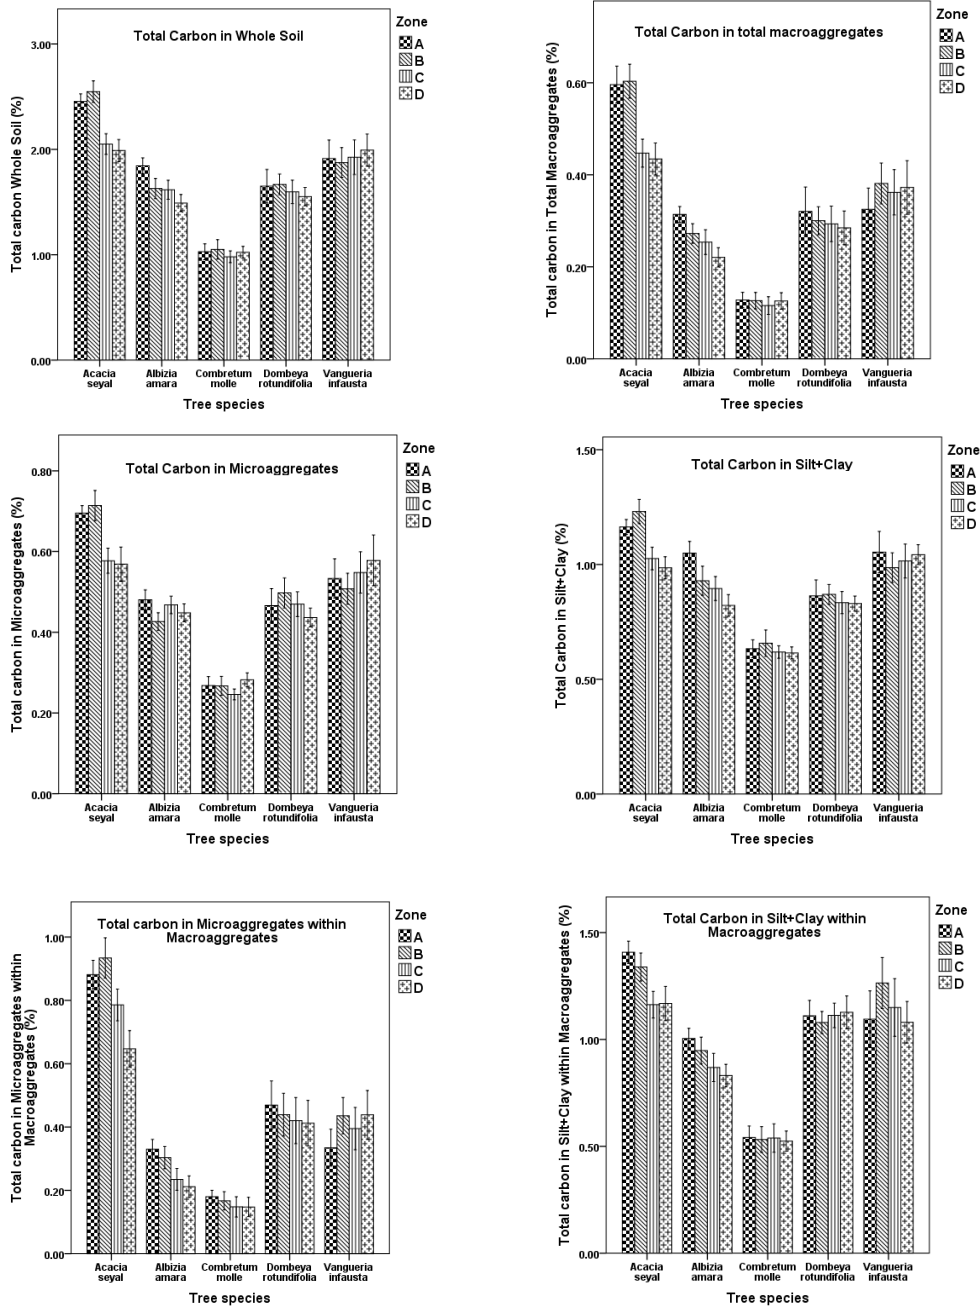 Total Carbon in Whole Soil
Zone
A
B
C
D
Total carbon Whole Soil (%)
3.00
2.00
1.00
0.00
Acacia seyal
Albizia amara
Combretum molle
Dombeya rotundifolia
Vangueria infausta
Tree species
Total Carbon in total macroaggregates
Zone
A
B
C
D
Total carbon in Total Macroaggregates (%)
0.60
0.40
0.20
0.00
Acacia seyal
Albizia amara
Combretum molle
Dombeya rotundifolia
Vangueria infausta
Tree species
Total Carbon in Microaggregates
Zone
A
B
C
D
Total carbon in Microaggregates (%)
0.80
0.60
0.40
0.20
0.00
Acacia seyal
Albizia amara
Combretum molle
Dombeya rotundifolia
Vangueria infausta
Tree species
Total Carbon in Silt+Clay
Zone
A
B
C
D
Total Carbon in Silt+Clay (%)
1.50
1.00
0.50
0.00
Acacia seyal
Albizia amara
Combretum molle
Dombeya rotundifolia
Vangueria infausta
Tree species
Total carbon in Microaggregates within
Macroaggregates
Zone
A
B
C
D
Total carbon in Microaggregates within
Macroaggregates (%)
1.00
0.80
0.60
0.40
0.20
0.00
Acacia seyal
Albizia amara
Combretum molle
Dombeya rotundifolia
Vangueria infausta
Tree species
Total Carbon in Silt+Clay within
Macroaggregates
Zone
A
B
C
D
Total carbon in Silt+Clay within Macroaggregates (%)
1.50
1.00
0.50
0.00
Acacia seyal
Albizia amara
Combretum molle
Dombeya rotundifolia
Vangueria infausta
Tree species